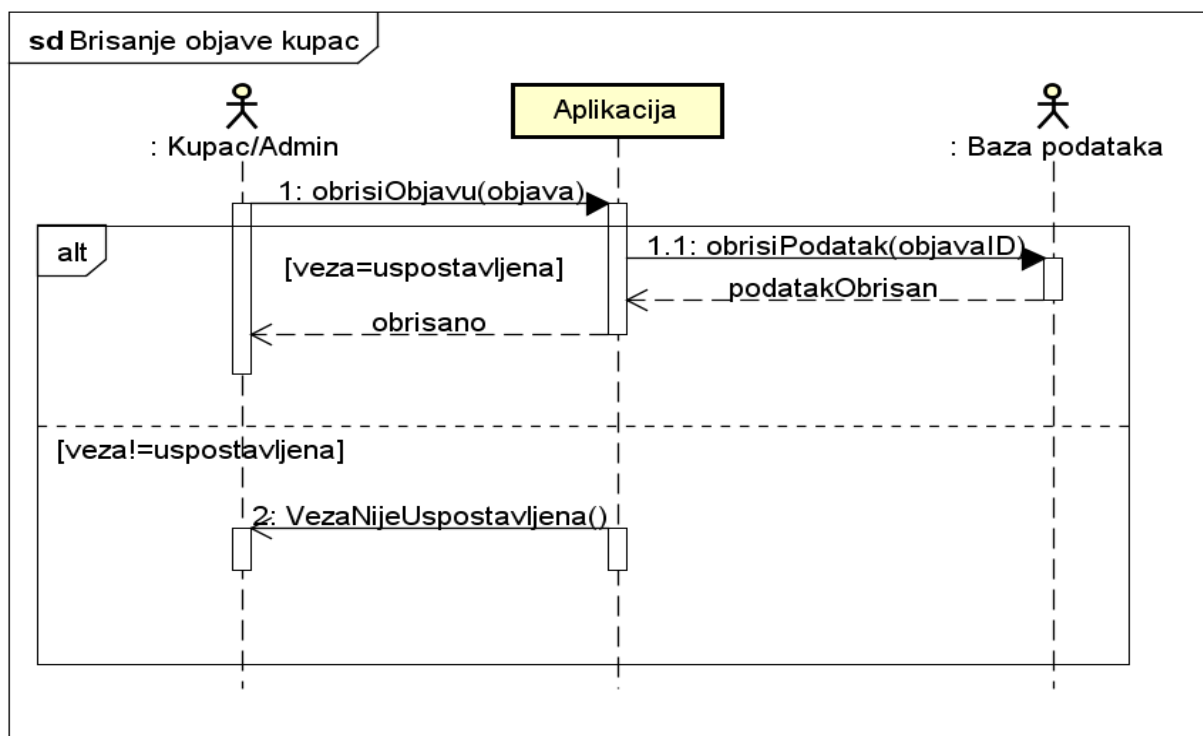 sd Brisanje objave kupac
: Kupac/Admin
Aplikacija
: Baza podataka
1: obrisiObjavu(objava)
alt
1.1: obrisiPodatak(objavaID)
[veza=uspostavljena]
podatakObrisan
obrisano
[veza!=uspostavljena]
2: VezaNijeUspostavljena()